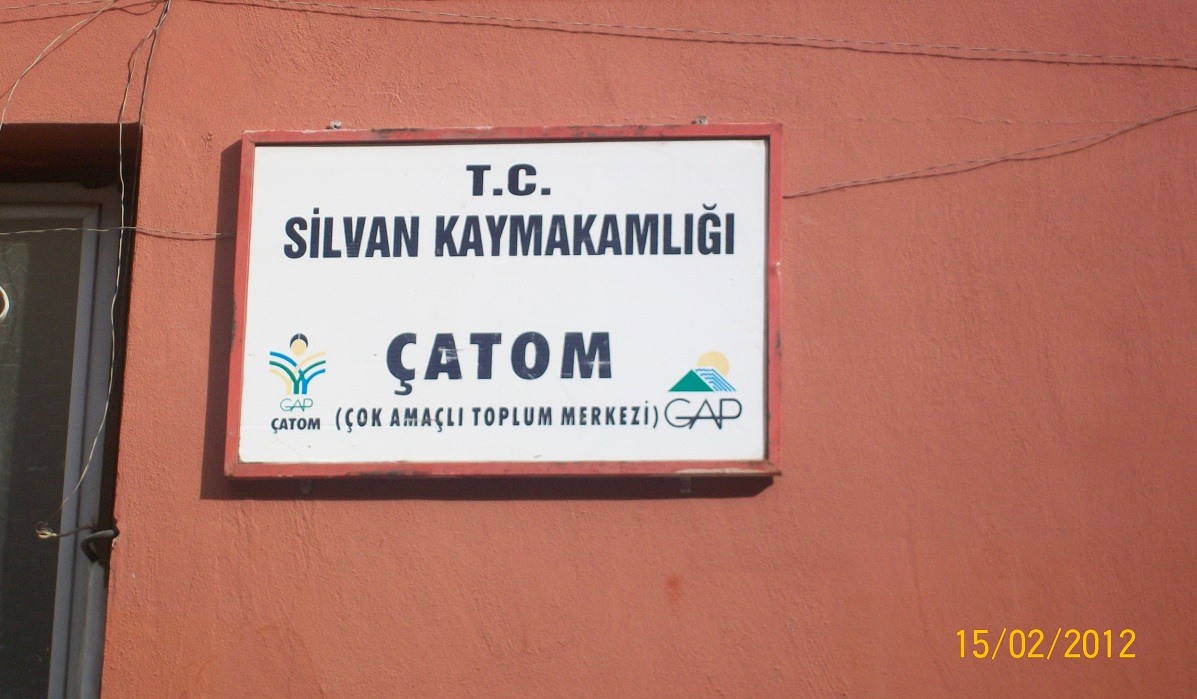 T.C.
SİLVAN KAYMAKAMLIĞI
ÇATOM
(ÇOK AMAÇLI TOPLUM MERKEZİ)
GAP
ÇATOM
GAP
15/02/2012